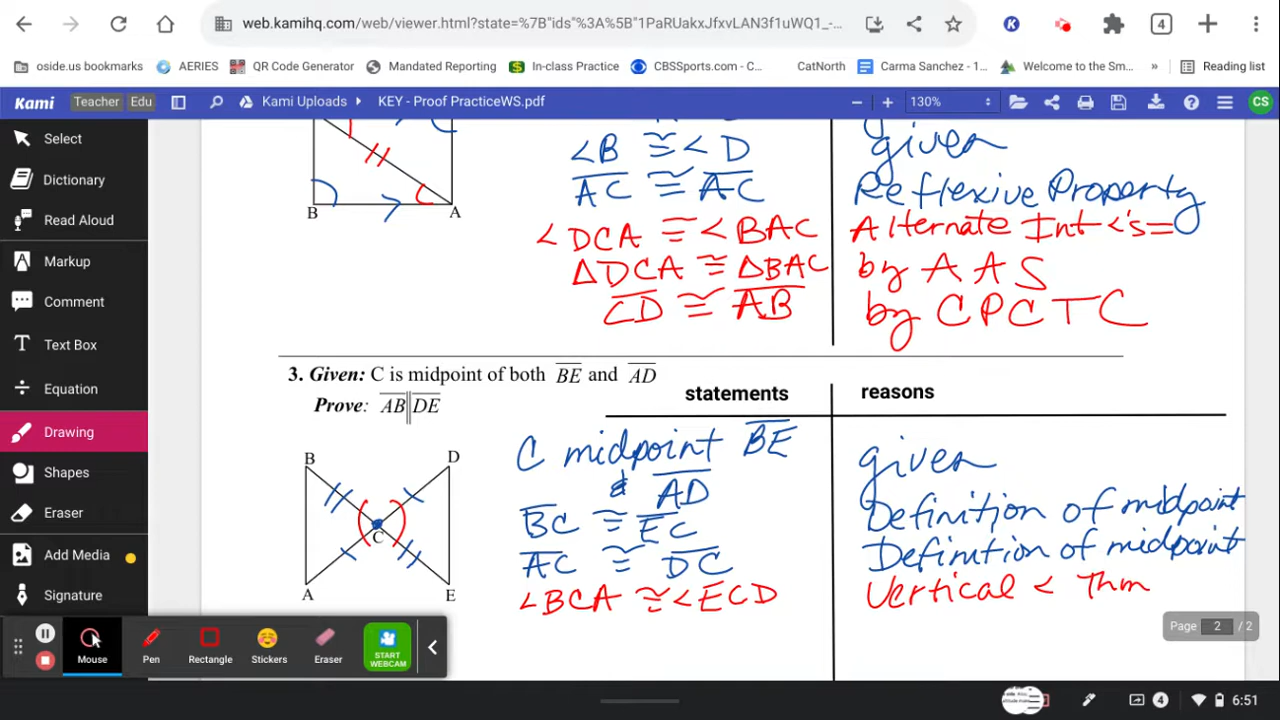 web.kamihq.com/web/viewer.html?state=%7B"ids"%3A%5B"1PaRUakxJfxvLAN3f1uWQ1_-...
4
oside.us bookmarks AERIES QR Code Generator Mandated Reporting In-class Practice CBSSports.com - C... CatNorth Carma Sanchez - 1... Welcome to the Sm... » Reading list
Kami Teacher Edu Kami Uploads KEY - Proof PracticeWS.pdf 130% CS
Select
Dictionary
Read Aloud
Markup
Comment
Text Box
Equation
Drawing
Shapes
Eraser
Add Media
Signature
B A
<B ≅ <D given
AC ≅ AC Reflexive Property
<DCA ≅ <BAC Alternate Int <'s =
ΔDCA ≅ ΔBAC by AAS
CD ≅ AB by CPCTC
3. Given: C is midpoint of both BE and AD
Prove: AB||DE
statements reasons
B D
C
A E
C midpoint BE given
& AD
BC ≅ EC Definition of midpoint
AC ≅ DC Definition of midpoint
<BCA ≅ <ECD Vertical < Thm
Page 2 / 2
Mouse Pen Rectangle Stickers Eraser START WEBCAM
4 6:51